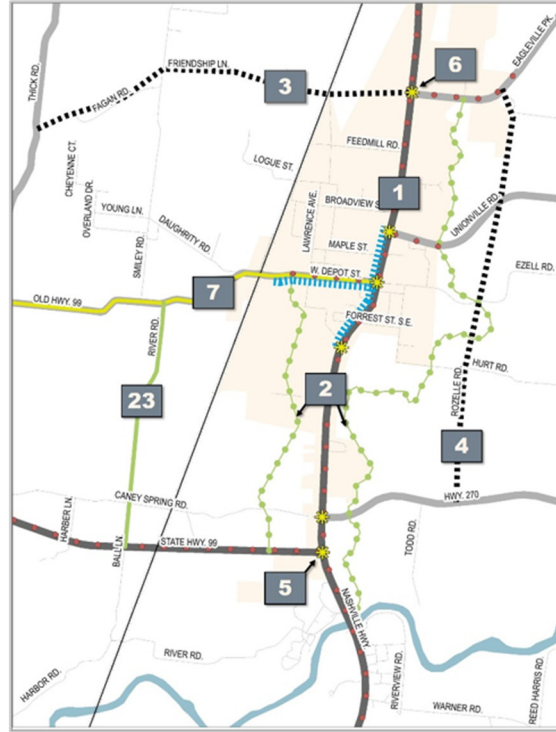 THICK RD.
FRIENDSHIP LN.
FAGAN RD.
3
6
EAGLEVILLE PK.
FEEDMILL RD.
LOGUE ST.
CHEYENNE CT.
OVERLAND DR.
YOUNG LN.
DAUGHRITY RD.
SMILEY RD.
LAWRENCE AVE.
1
BROADVIEW S
MAPLE ST.
UNIONVILLE RD.
W. DEPOT ST.
EZELL RD.
7
OLD HWY. 99
FORREST ST. S.E.
RIVER RD.
HURT RD.
2
ROZELLE RD.
23
4
CANEY SPRING RD.
HWY. 270
HARBER LN.
BALL LN.
STATE HWY. 99
TODD RD.
5
NASHVILLE HWY.
RIVER RD.
HARBOR RD.
RIVERVIEW RD.
WARNER RD.
REED HARRIS RD.